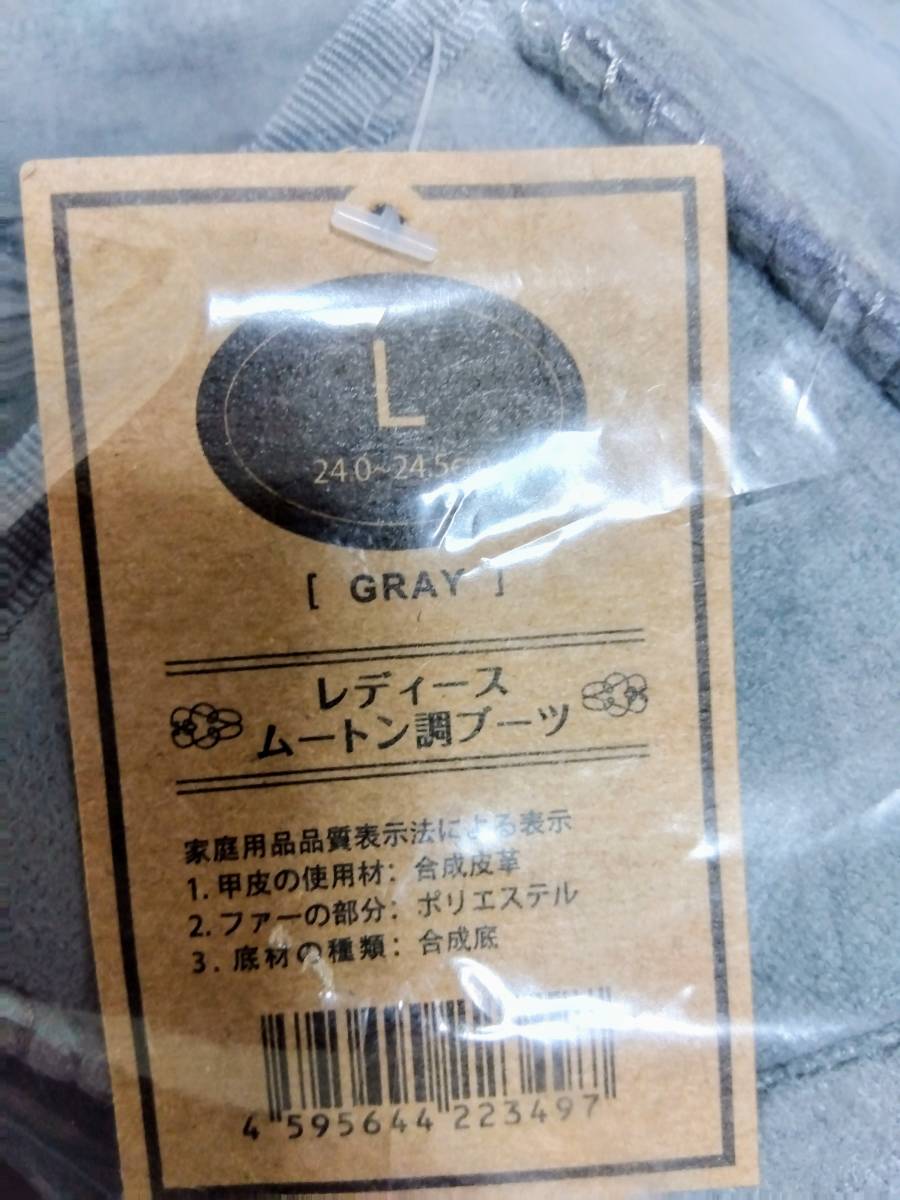 L
24.0~24.5cm
[ GRAY ]
レディース
ムートン調ブーツ
家庭用品品質表示法による表示
1. 甲皮の使用材：合成皮革
2. ファーの部分：ポリエステル
3. 底材の種類：合成底
4 595644 223497